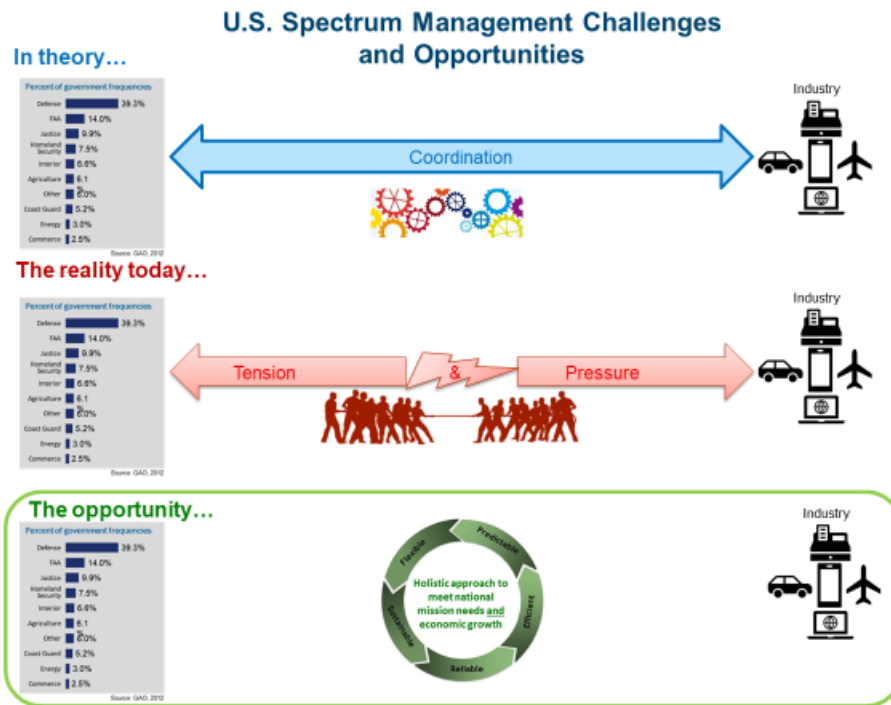 U.S. Spectrum Management Challenges
and Opportunities
In theory…
Percent of government frequencies
Defense 39.3%
FAA 14.0%
Justice 9.9%
Homeland
Security 7.5%
Interior 6.6%
Agriculture 6.1
%
Other 6.0%
Coast Guard 5.2%
Energy 3.0%
Commerce 2.5%
Source: GAO, 2012
Coordination
Industry
The reality today…
Percent of government frequencies
Defense 39.3%
FAA 14.0%
Justice 9.9%
Homeland
Security 7.5%
Interior 6.6%
Agriculture 6.1
%
Other 6.0%
Coast Guard 5.2%
Energy 3.0%
Commerce 2.5%
Source: GAO, 2012
Tension & Pressure
Industry
The opportunity…
Percent of government frequencies
Defense 39.3%
FAA 14.0%
Justice 9.9%
Homeland
Security 7.5%
Interior 6.6%
Agriculture 6.1
%
Other 6.0%
Coast Guard 5.2%
Energy 3.0%
Commerce 2.5%
Source: GAO, 2012
Flexible
Predictable
Efficient
Reliable
Sustainable
Holistic approach to
meet national
mission needs and
economic growth
Industry